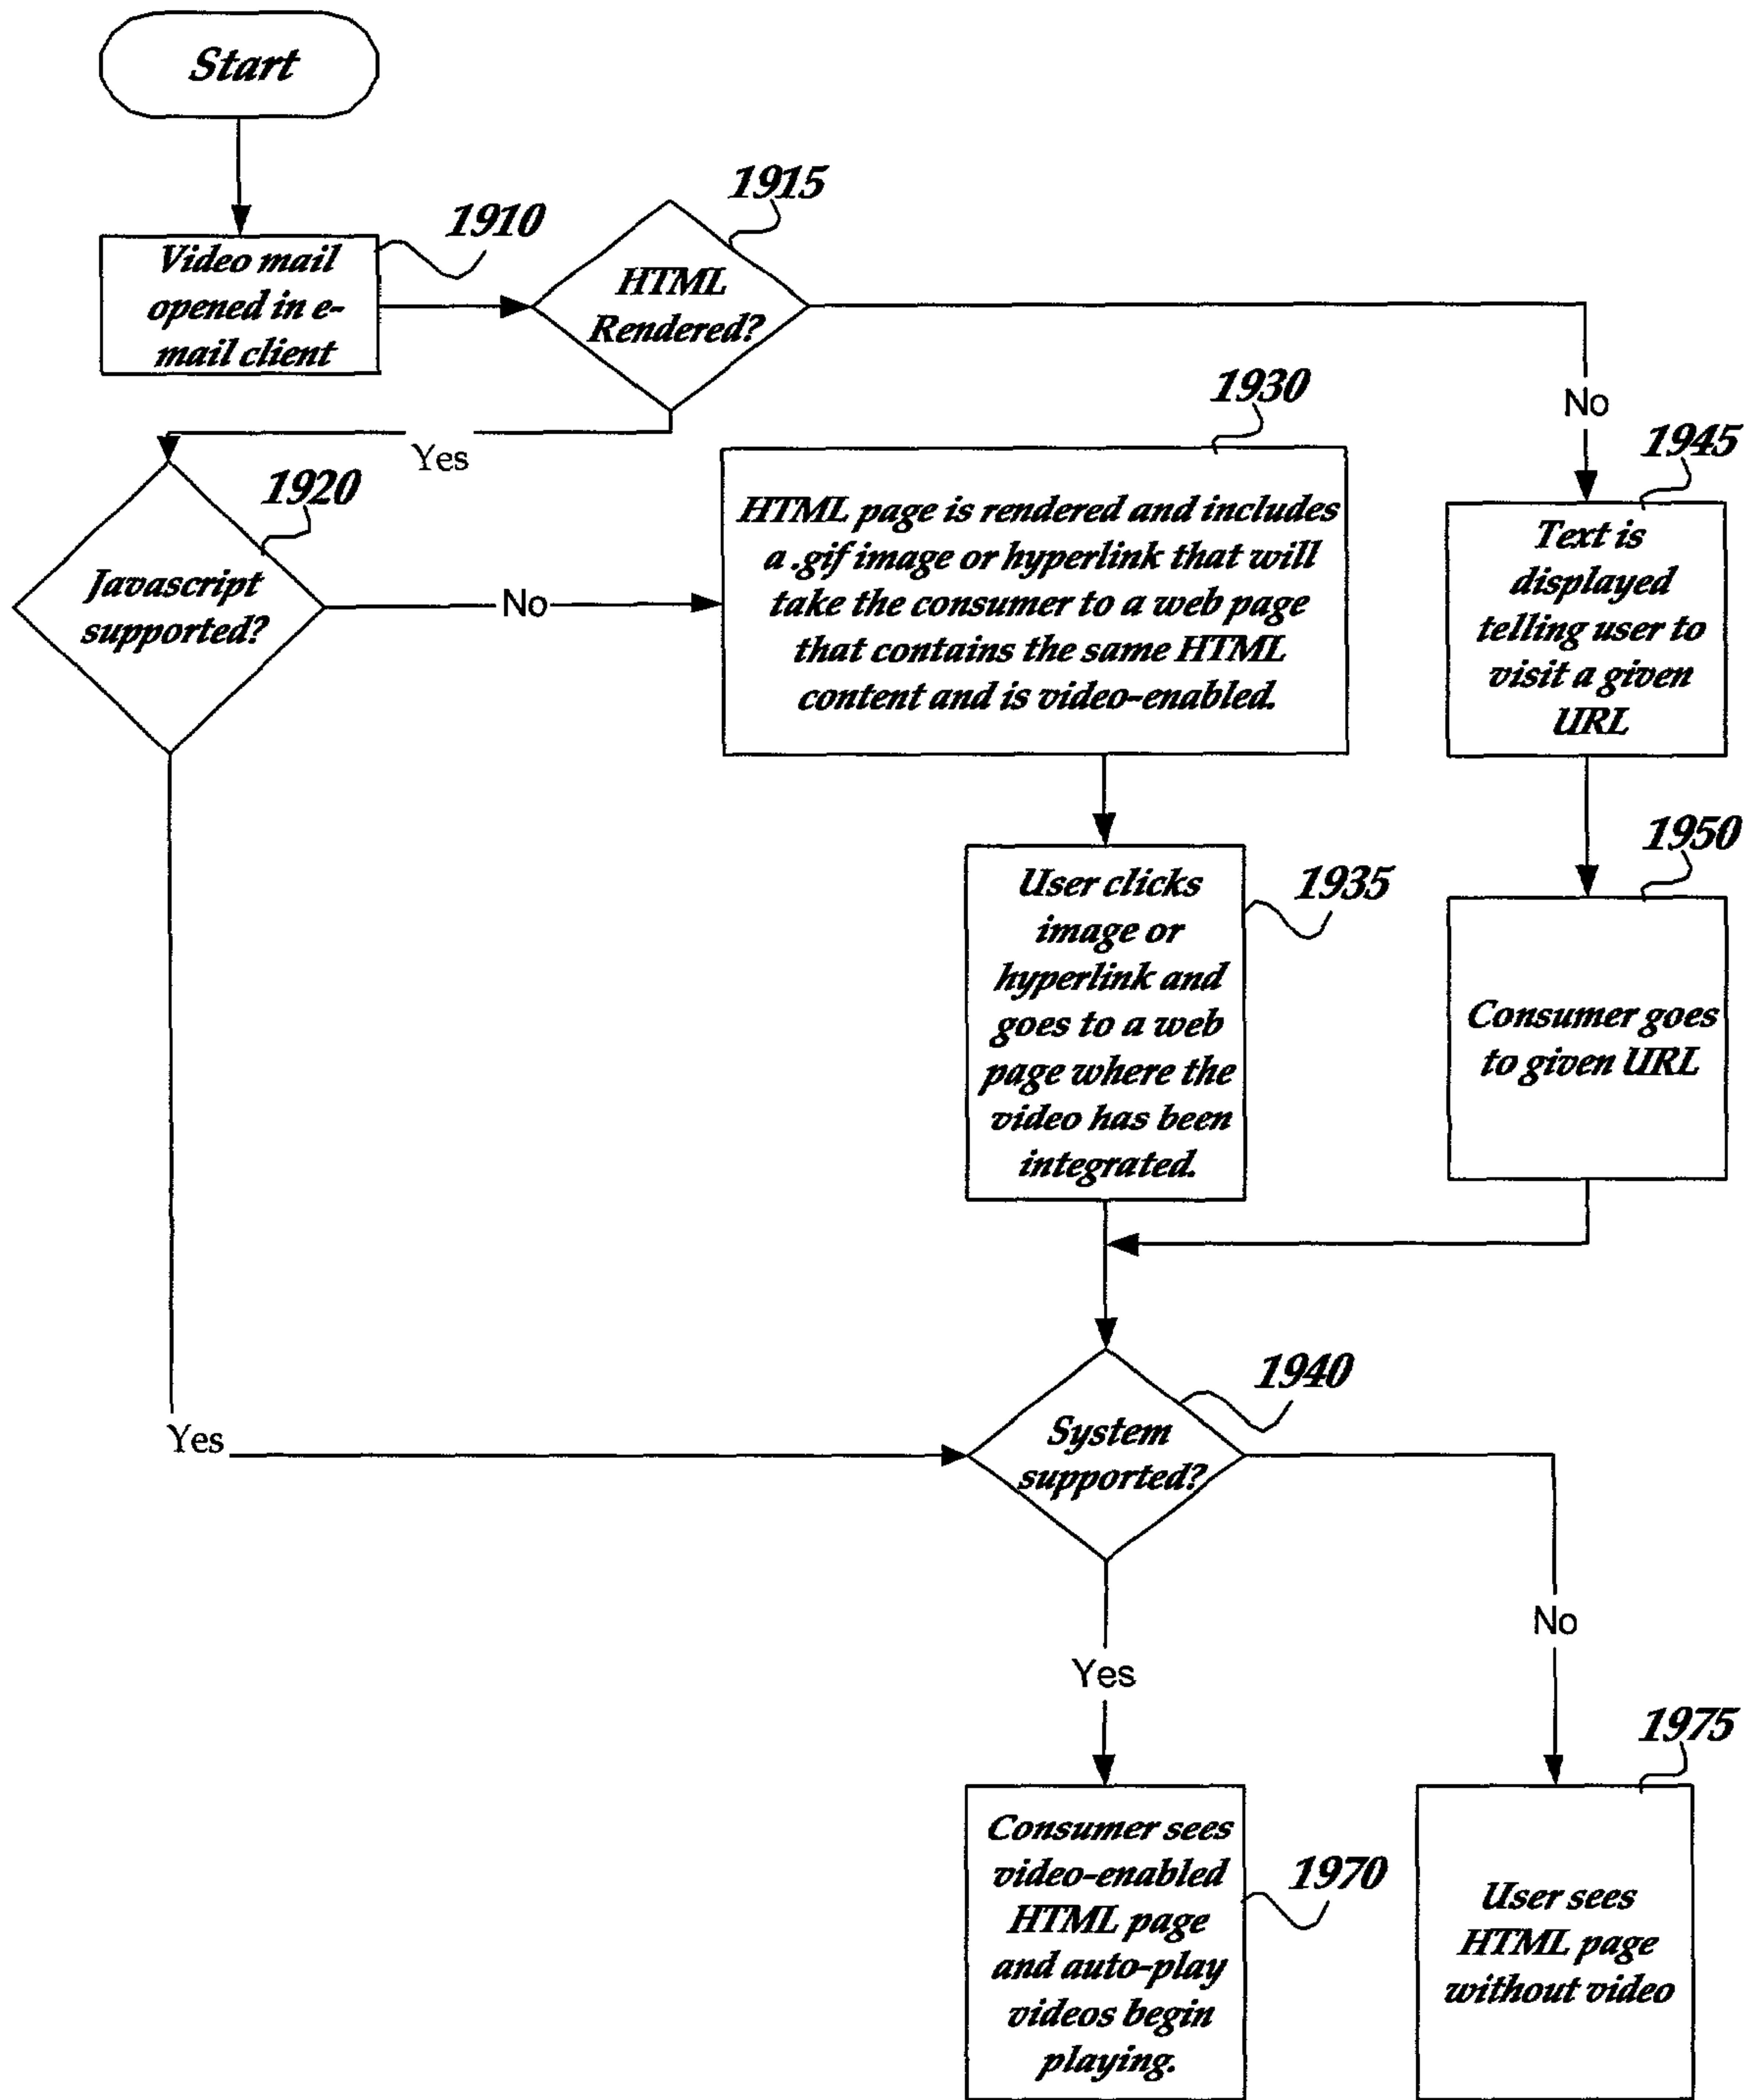 Start
1910
Video mail
opened in e-
mail client
1915
HTML
Rendered?
Yes
No
1920
Javascript
supported?
No
1930
HTML page is rendered and includes
a .gif image or hyperlink that will
take the consumer to a web page
that contains the same HTML
content and is video-enabled.
1945
Text is
displayed
telling user to
visit a given
URL
1935
User clicks
image or
hyperlink and
goes to a web
page where the
video has been
integrated.
1950
Consumer goes
to given URL
Yes
1940
System
supported?
Yes
No
1970
Consumer sees
video-enabled
HTML page
and auto-play
videos begin
playing.
1975
User sees
HTML page
without video